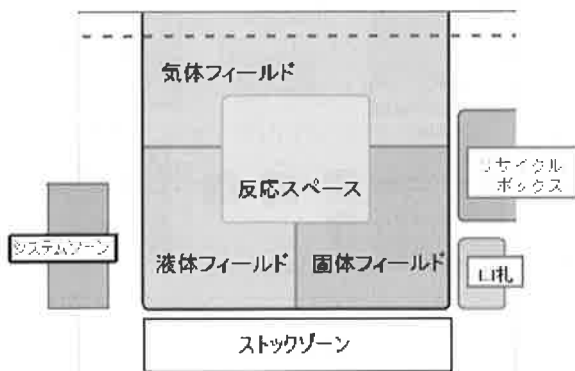 気体フィールド
反応スペース
リサイクル
ボックス
システムゾーン
液体フィールド
固体フィールド
山札
ストックゾーン